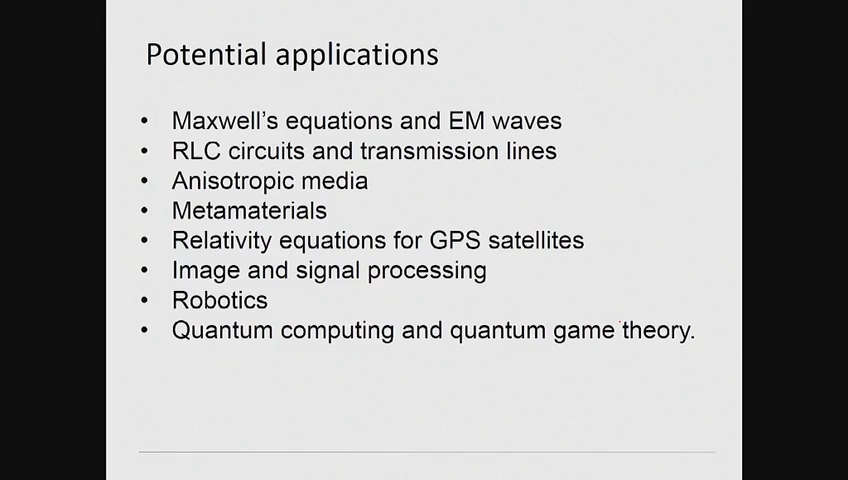 Potential applications
• Maxwell's equations and EM waves
• RLC circuits and transmission lines
• Anisotropic media
• Metamaterials
• Relativity equations for GPS satellites
• Image and signal processing
• Robotics
• Quantum computing and quantum game theory.